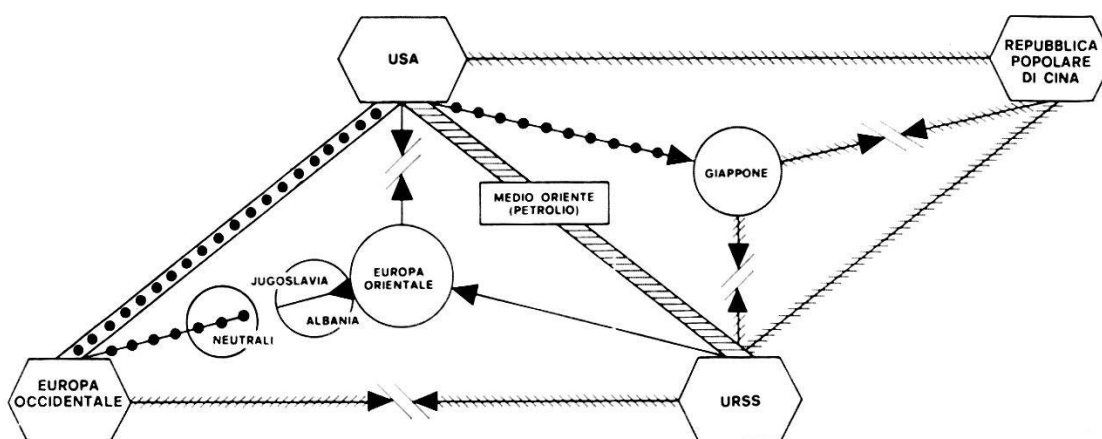 USA
REPUBBLICA
POPOLARE
DI CINA
GIAPPONE
MEDIO ORIENTE
(PETROLIO)
EUROPA
ORIENTALE
JUGOSLAVIA
ALBANIA
NEUTRALI
EUROPA
OCCIDENTALE
URSS